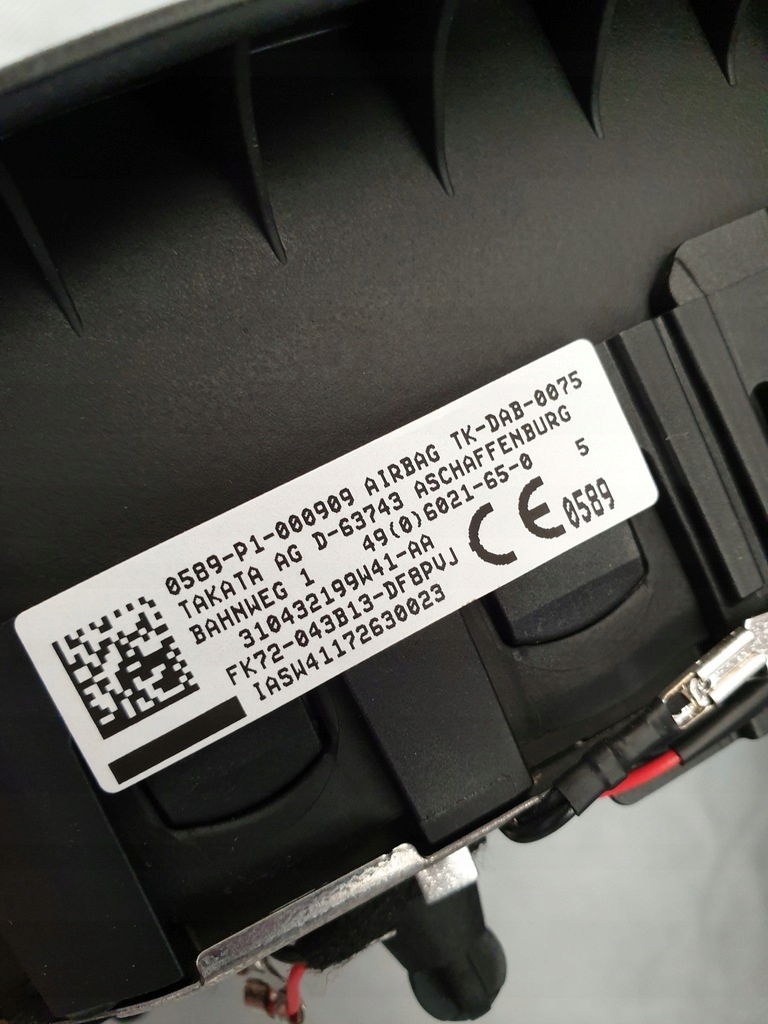 0589-P1-000909 AIRBAG TK-DAB-0075
TAKATA AG D-63743 ASCHAFFENBURG
BAHNWEG 1 49(0)6021-65-0 5
310432199W41-AA
FK72-043B13-DF8PVJ
IASW41172630023
CE 0589